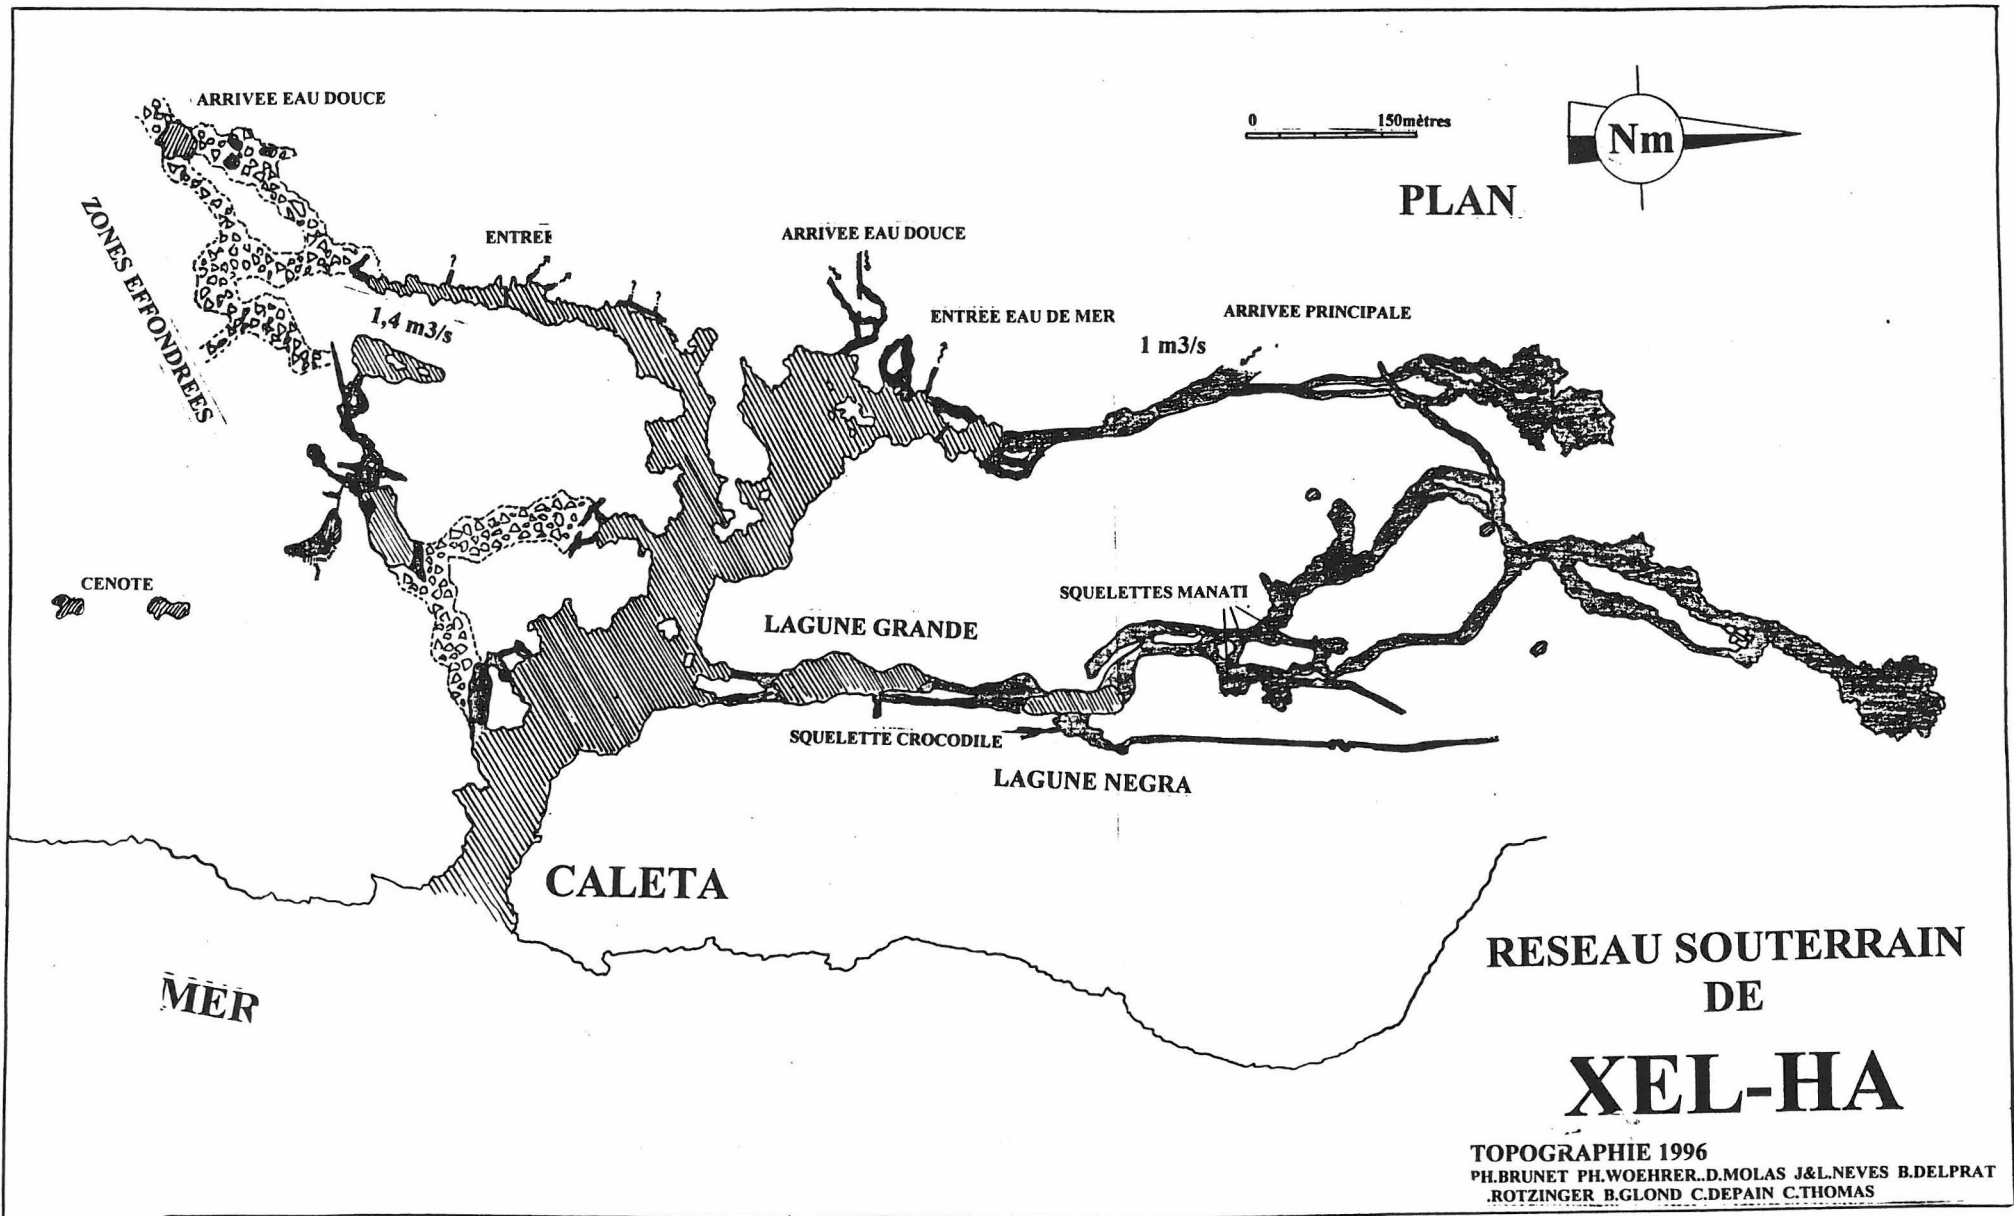 ARRIVEE EAU DOUCE
0 150mètres
Nm
PLAN
ZONES EFFONDREES
ENTREE
ARRIVEE EAU DOUCE
? ? ?
1,4 m3/s
ENTREE EAU DE MER
ARRIVEE PRINCIPALE
1 m3/s
CENOTE
SQUELETTES MANATI
LAGUNE GRANDE
SQUELETTE CROCODILE
LAGUNE NEGRA
CALETA
MER
RESEAU SOUTERRAIN
DE
XEL-HA
TOPOGRAPHIE 1996
PH.BRUNET PH.WOEHRER..D.MOLAS J&L.NEVES B.DELPRAT
.ROTZINGER B.GLOND C.DEPAIN C.THOMAS